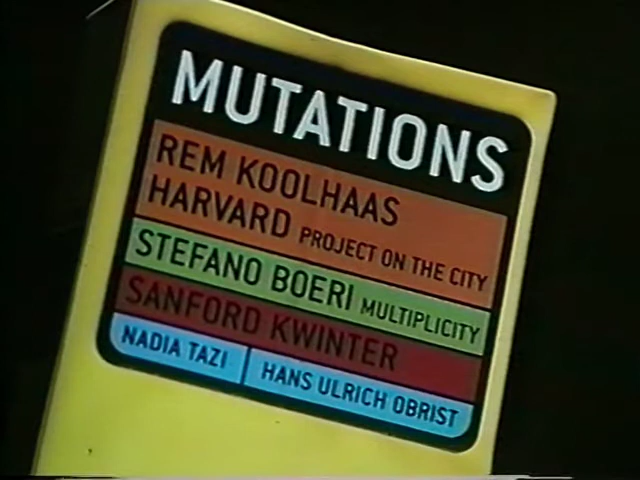 MUTATIONS
REM KOOLHAAS
HARVARD PROJECT ON THE CITY
STEFANO BOERI MULTIPLICITY
SANFORD KWINTER
NADIA TAZI HANS ULRICH OBRIST